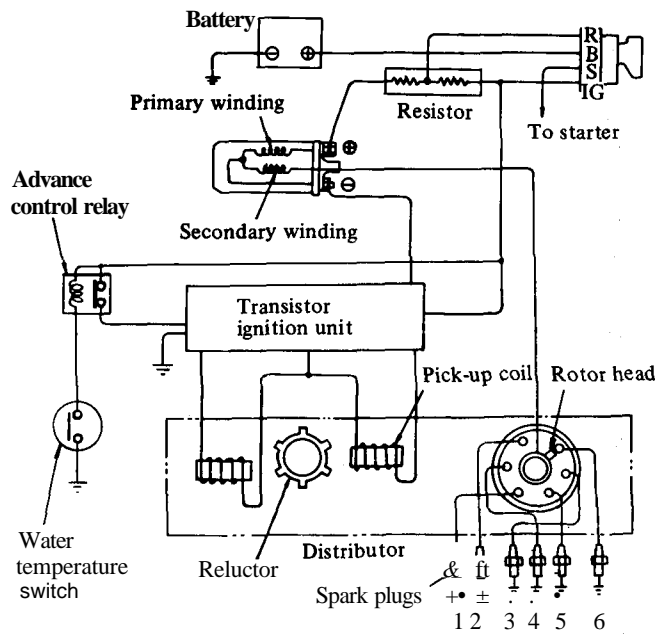 Battery
R
B
S
IG
Primary winding
Resistor
To starter
Advance
control relay
Secondary winding
Transistor
ignition unit
Pick-up coil
Rotor head
Water
temperature
switch
Reluctor
Distributor
Spark plugs
& ft
+• ± . . •
1 2 3 4 5 6